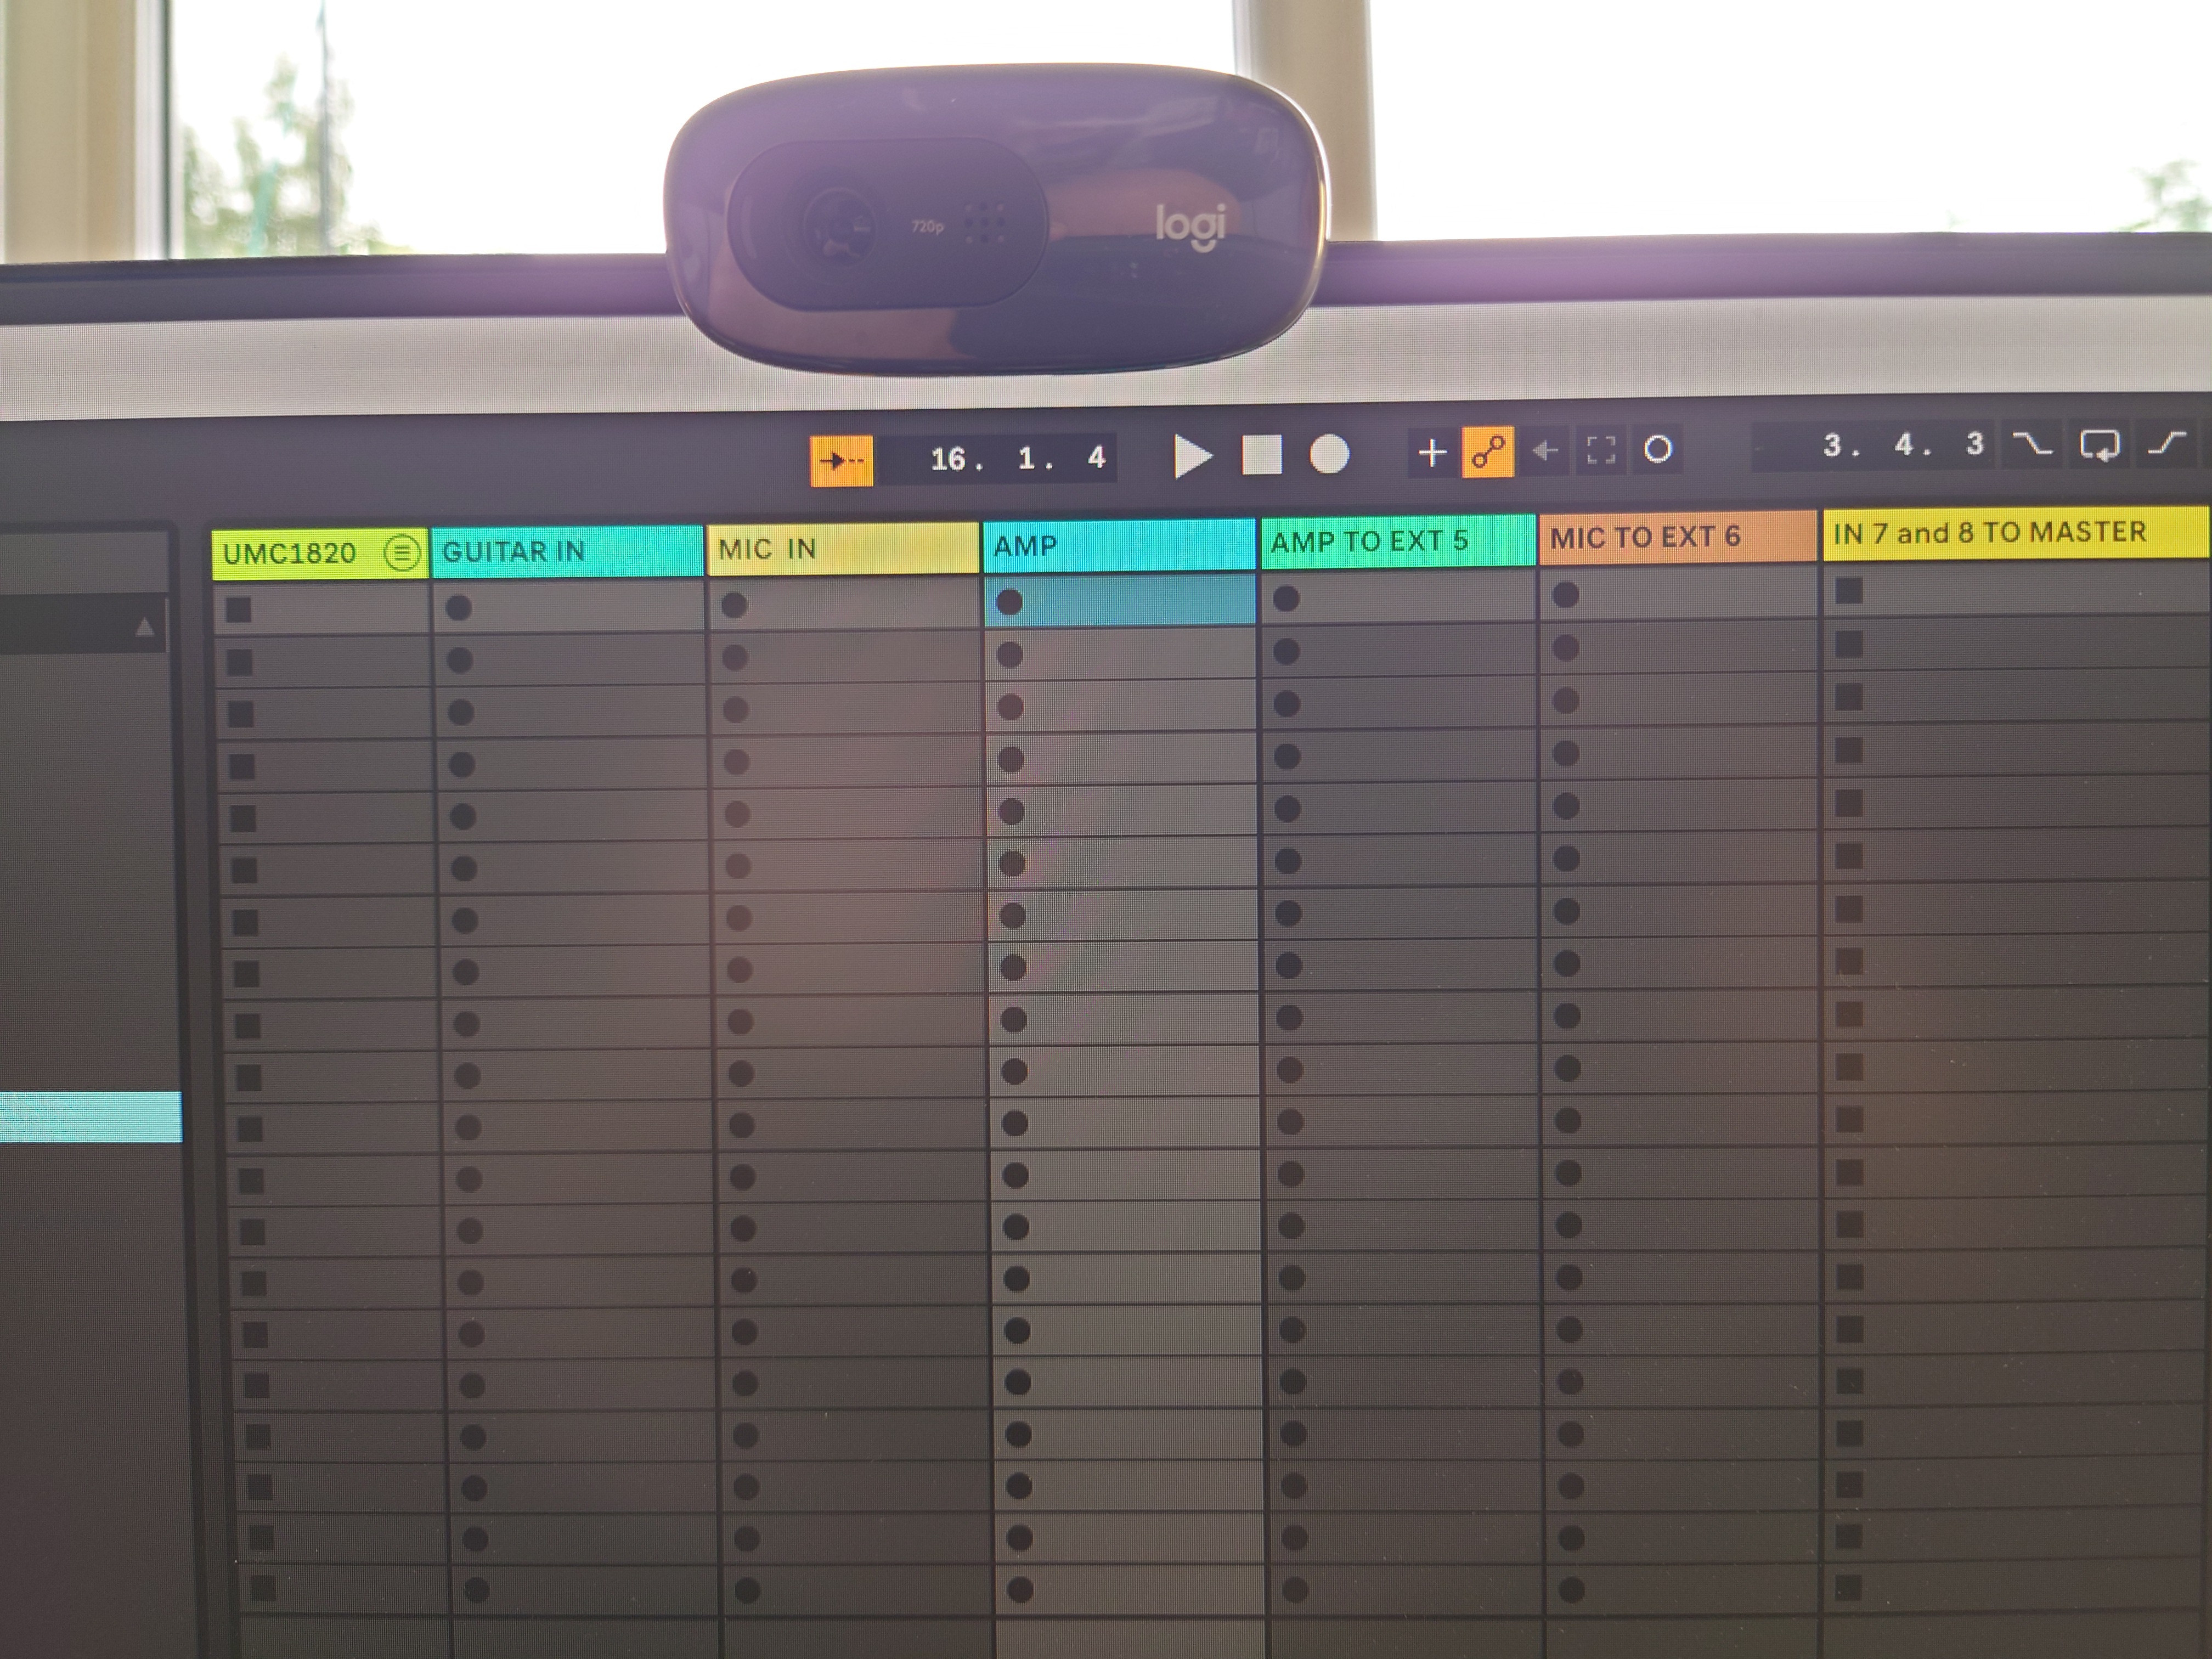 720p
logi
16. 1. 4
3. 4. 3
UMC1820
GUITAR IN
MIC IN
AMP
AMP TO EXT 5
MIC TO EXT 6
IN 7 and 8 TO MASTER